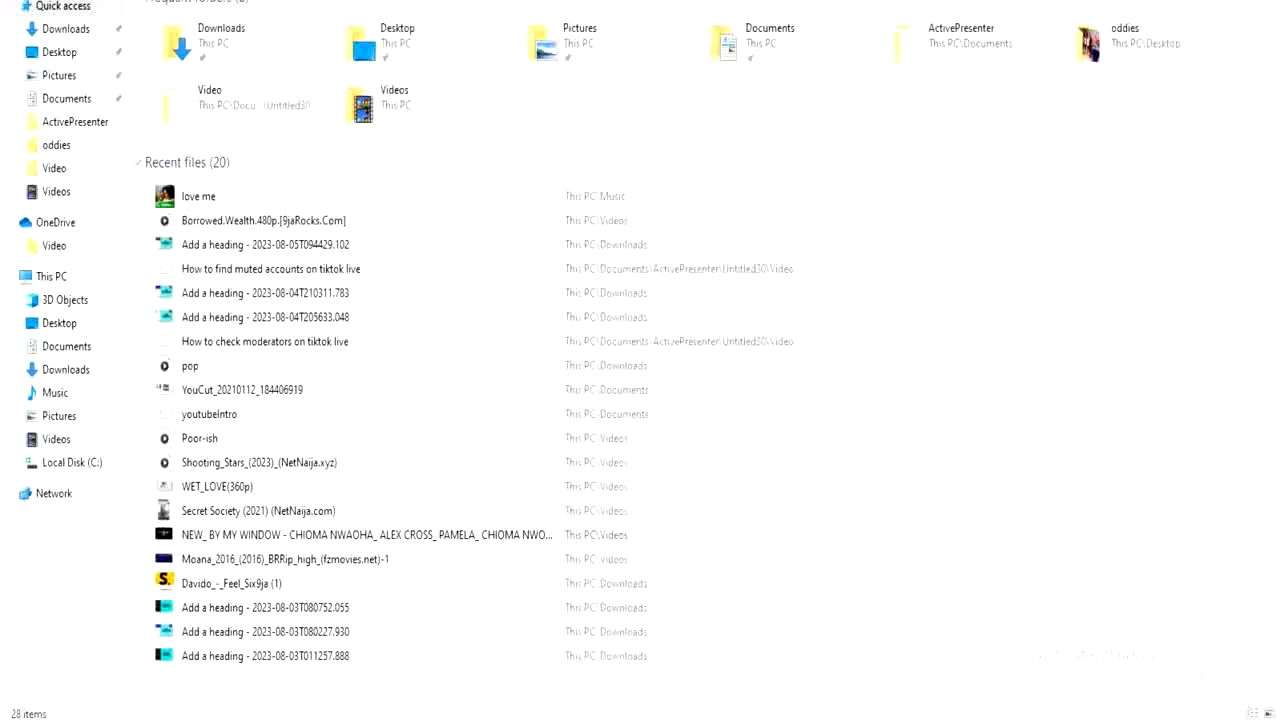 Quick access
Downloads
Desktop
Pictures
Documents
ActivePresenter
oddies
Video
Videos
OneDrive
Video
This PC
3D Objects
Desktop
Documents
Downloads
Music
Pictures
Videos
Local Disk (C:)
Network
Downloads
This PC
Desktop
This PC
Pictures
This PC
Documents
This PC
ActivePresenter
This PC\Documents
oddies
This PC\Desktop
Video
This PC\Docu...\Untitled30
Videos
This PC
Recent files (20)
love me This PC\Music
Borrowed.Wealth.480p.[9jaRocks.Com] This PC\Videos
Add a heading - 2023-08-05T094429.102 This PC\Downloads
How to find muted accounts on tiktok live This PC\Documents\ActivePresenter\Untitled30\Video
Add a heading - 2023-08-04T210311.783 This PC\Downloads
Add a heading - 2023-08-04T205633.048 This PC\Downloads
How to check moderators on tiktok live This PC\Documents\ActivePresenter\Untitled30\Video
pop This PC\Downloads
YouCut_20210112_184406919 This PC\Documents
youtubeIntro This PC\Documents
Poor-ish This PC\Videos
Shooting_Stars_(2023)_(NetNaija.xyz) This PC\Videos
WET_LOVE(360p) This PC\Videos
Secret Society (2021) (NetNaija.com) This PC\Videos
NEW_ BY MY WINDOW - CHIOMA NWAOHA_ ALEX CROSS_ PAMELA_ CHIOMA NWO... This PC\Videos
Moana_2016_(2016)_BRRip_high_(fzmovies.net)-1 This PC\Videos
Davido_-_Feel_Six9ja (1) This PC\Downloads
Add a heading - 2023-08-03T080752.055 This PC\Downloads
Add a heading - 2023-08-03T080227.930 This PC\Downloads
Add a heading - 2023-08-03T011257.888 This PC\Downloads
28 items